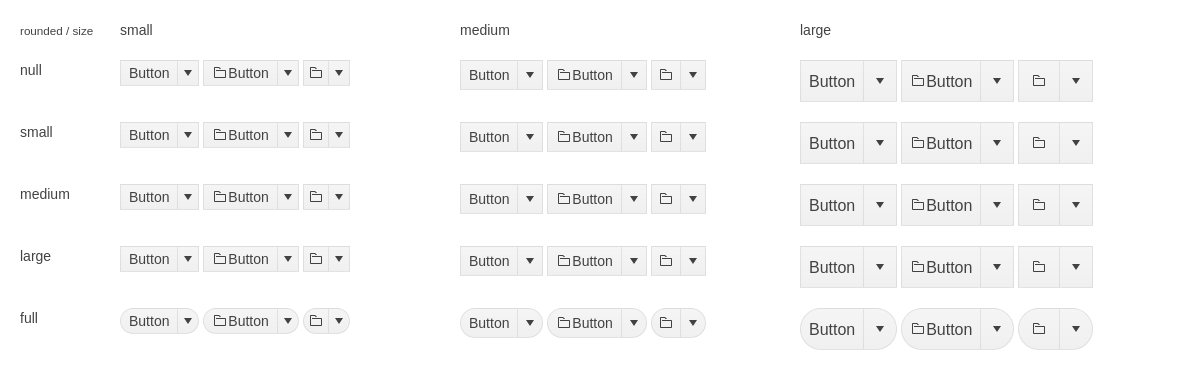 rounded / size small medium large
null Button Button Button Button Button Button
small Button Button Button Button Button Button
medium Button Button Button Button Button Button
large Button Button Button Button Button Button
full Button Button Button Button Button Button